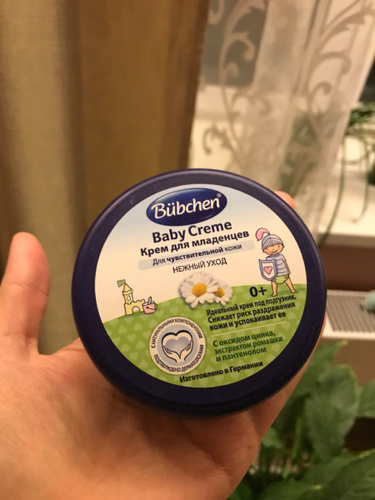 Bübchen
Baby Creme
Крем для младенцев
Для чувствительной кожи
НЕЖНЫЙ УХОД
0+
Идеальный крем под подгузник.
Снижает риск раздражания
кожи и успокаивает ее
С оксидом цинка,
экстрактом ромашки
и пантенолом
Изготовлено в Германии